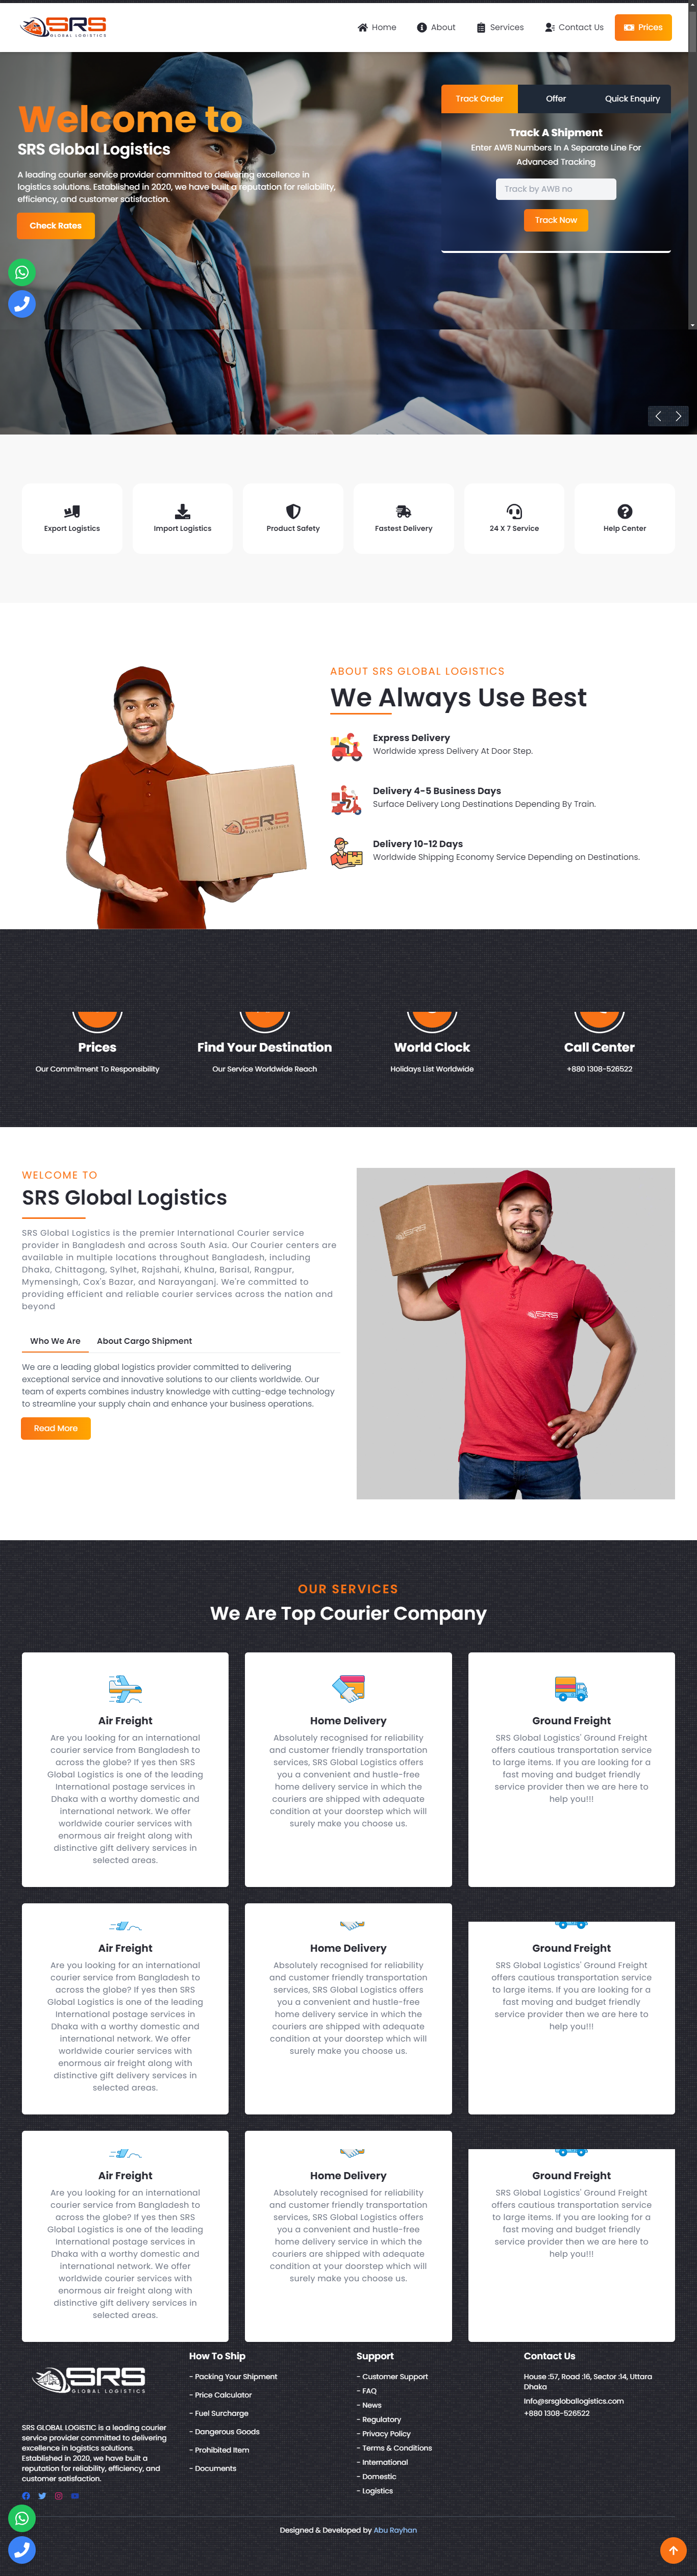 SRS
GLOBAL LOGISTICS
Home
About
Services
Contact Us
Prices
Welcome to
SRS Global Logistics
A leading courier service provider committed to delivering excellence in
logistics solutions. Established in 2020, we have built a reputation for reliability,
efficiency, and customer satisfaction.
Check Rates
Track Order
Offer
Quick Enquiry
Track A Shipment
Enter AWB Numbers In A Separate Line For
Advanced Tracking
Track by AWB no
Track Now
Export Logistics
Import Logistics
Product Safety
Fastest Delivery
24 X 7 Service
Help Center
SRS
GLOBAL LOGISTICS
ABOUT SRS GLOBAL LOGISTICS
We Always Use Best
Express Delivery
Worldwide xpress Delivery At Door Step.
Delivery 4-5 Business Days
Surface Delivery Long Destinations Depending By Train.
Delivery 10-12 Days
Worldwide Shipping Economy Service Depending on Destinations.
Prices
Our Commitment To Responsibility
Find Your Destination
Our Service Worldwide Reach
World Clock
Holidays List Worldwide
Call Center
+880 1308-526522
WELCOME TO
SRS Global Logistics
SRS Global Logistics is the premier International Courier service
provider in Bangladesh and across South Asia. Our Courier centers are
available in multiple locations throughout Bangladesh, including
Dhaka, Chittagong, Sylhet, Rajshahi, Khulna, Barisal, Rangpur,
Mymensingh, Cox's Bazar, and Narayanganj. We're committed to
providing efficient and reliable courier services across the nation and
beyond
Who We Are
About Cargo Shipment
We are a leading global logistics provider committed to delivering
exceptional service and innovative solutions to our clients worldwide. Our
team of experts combines industry knowledge with cutting-edge technology
to streamline your supply chain and enhance your business operations.
Read More
SRS
SRS
OUR SERVICES
We Are Top Courier Company
Air Freight
Are you looking for an international
courier service from Bangladesh to
across the globe? If yes then SRS
Global Logistics is one of the leading
International postage services in
Dhaka with a worthy domestic and
international network. We offer
worldwide courier services with
enormous air freight along with
distinctive gift delivery services in
selected areas.
Home Delivery
Absolutely recognised for reliability
and customer friendly transportation
services, SRS Global Logistics offers
you a convenient and hustle-free
home delivery service in which the
couriers are shipped with adequate
condition at your doorstep which will
surely make you choose us.
Ground Freight
SRS Global Logistics' Ground Freight
offers cautious transportation service
to large items. If you are looking for a
fast moving and budget friendly
service provider then we are here to
help you!!!
Air Freight
Are you looking for an international
courier service from Bangladesh to
across the globe? If yes then SRS
Global Logistics is one of the leading
International postage services in
Dhaka with a worthy domestic and
international network. We offer
worldwide courier services with
enormous air freight along with
distinctive gift delivery services in
selected areas.
Home Delivery
Absolutely recognised for reliability
and customer friendly transportation
services, SRS Global Logistics offers
you a convenient and hustle-free
home delivery service in which the
couriers are shipped with adequate
condition at your doorstep which will
surely make you choose us.
Ground Freight
SRS Global Logistics' Ground Freight
offers cautious transportation service
to large items. If you are looking for a
fast moving and budget friendly
service provider then we are here to
help you!!!
Air Freight
Are you looking for an international
courier service from Bangladesh to
across the globe? If yes then SRS
Global Logistics is one of the leading
International postage services in
Dhaka with a worthy domestic and
international network. We offer
worldwide courier services with
enormous air freight along with
distinctive gift delivery services in
selected areas.
Home Delivery
Absolutely recognised for reliability
and customer friendly transportation
services, SRS Global Logistics offers
you a convenient and hustle-free
home delivery service in which the
couriers are shipped with adequate
condition at your doorstep which will
surely make you choose us.
Ground Freight
SRS Global Logistics' Ground Freight
offers cautious transportation service
to large items. If you are looking for a
fast moving and budget friendly
service provider then we are here to
help you!!!
SRS
GLOBAL LOGISTICS
SRS GLOBAL LOGISTIC is a leading courier
service provider committed to delivering
excellence in logistics solutions.
Established in 2020, we have built a
reputation for reliability, efficiency, and
customer satisfaction.
How To Ship
- Packing Your Shipment
- Price Calculator
- Fuel Surcharge
- Dangerous Goods
- Prohibited Item
- Documents
Support
- Customer Support
- FAQ
- News
- Regulatory
- Privacy Policy
- Terms & Conditions
- International
- Domestic
- Logistics
Contact Us
House :57, Road :16, Sector :14, Uttara
Dhaka
Info@srsgloballogistics.com
+880 1308-526522
Designed & Developed by Abu Rayhan